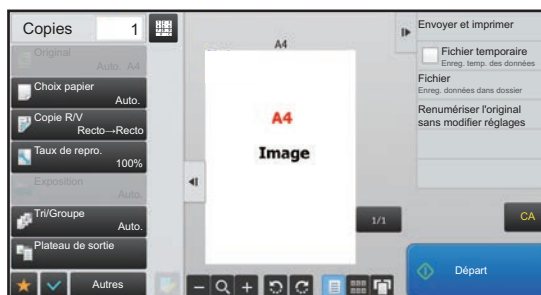 Copies 1
Original
Auto. A4
Choix papier
Auto.
Copie R/V
Recto→Recto
Taux de repro.
100%
Exposition
Auto.
Tri/Groupe
Auto.
Plateau de sortie
Autres
A4
A4
Image
1/1
Envoyer et imprimer
Fichier temporaire
Enreg. temp. des données
Fichier
Enreg. données dans dossier
Renumériser l'original
sans modifier réglages
CA
Départ